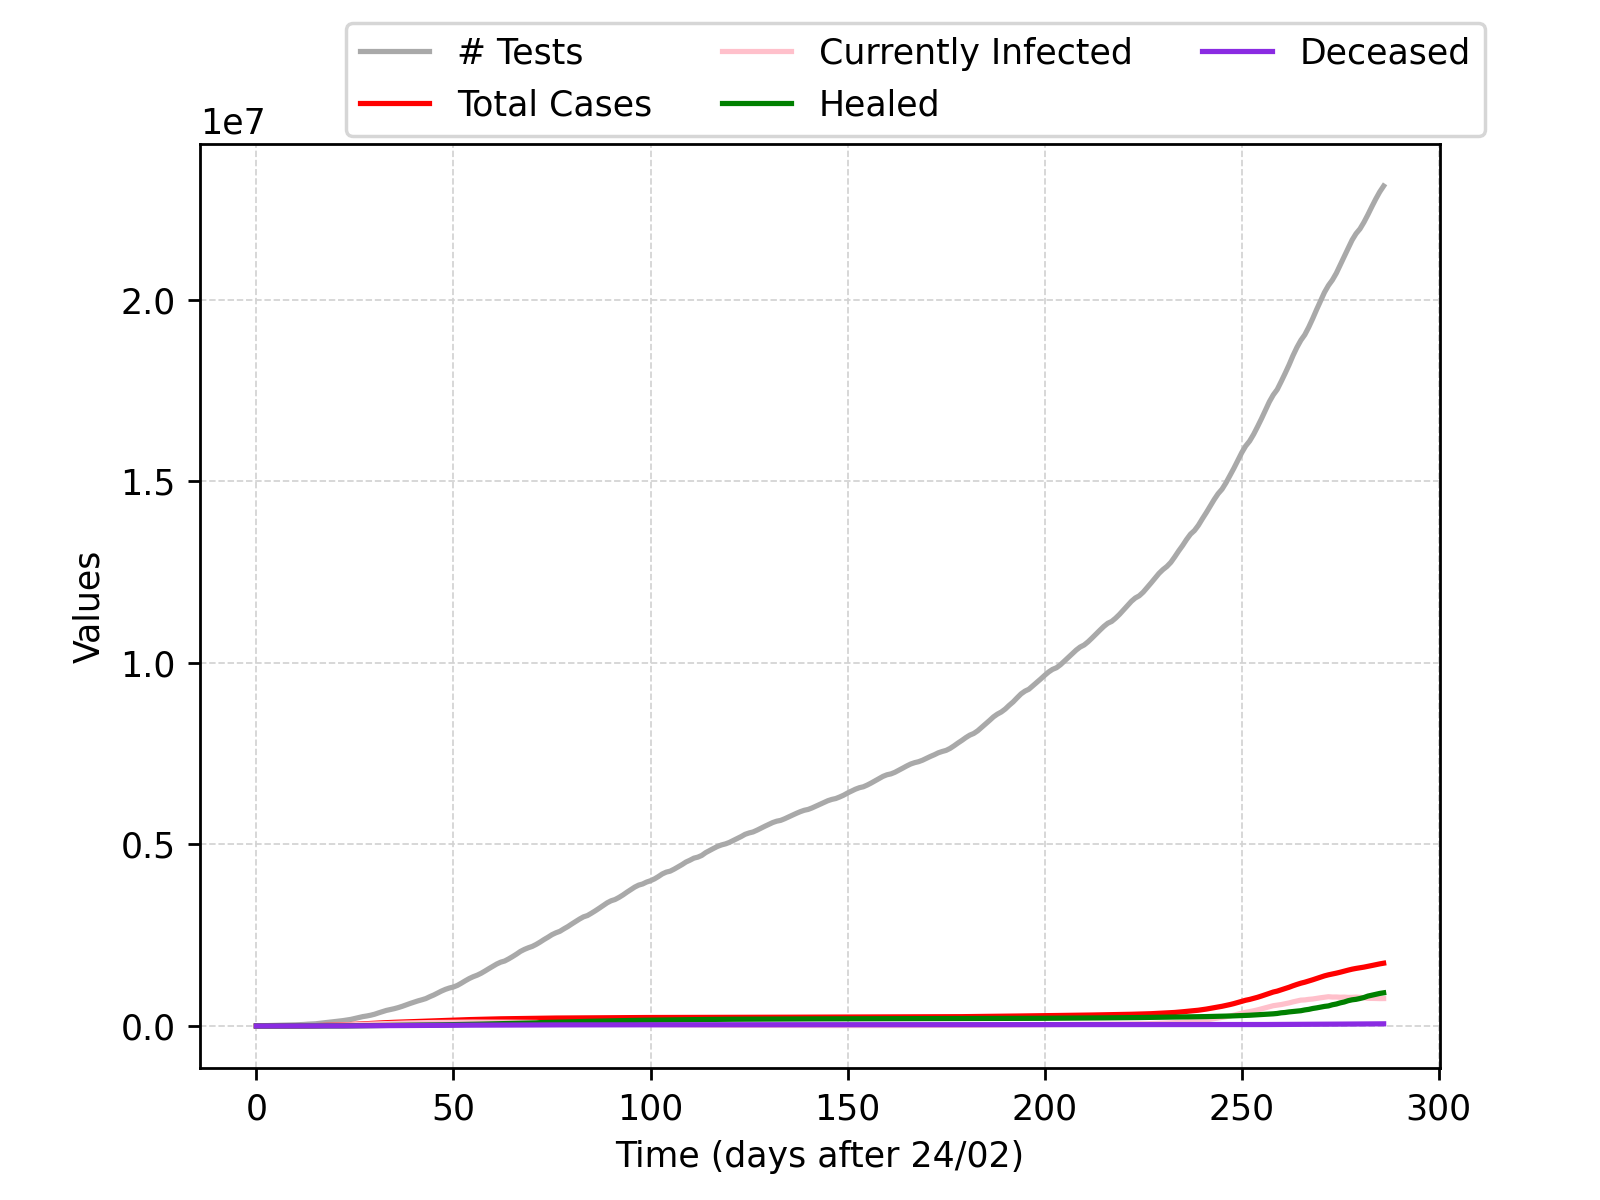 # Tests Currently Infected Deceased
Total Cases Healed
1e7
2.0
1.5
1.0
0.5
0.0
Values
0 50 100 150 200 250 300
Time (days after 24/02)